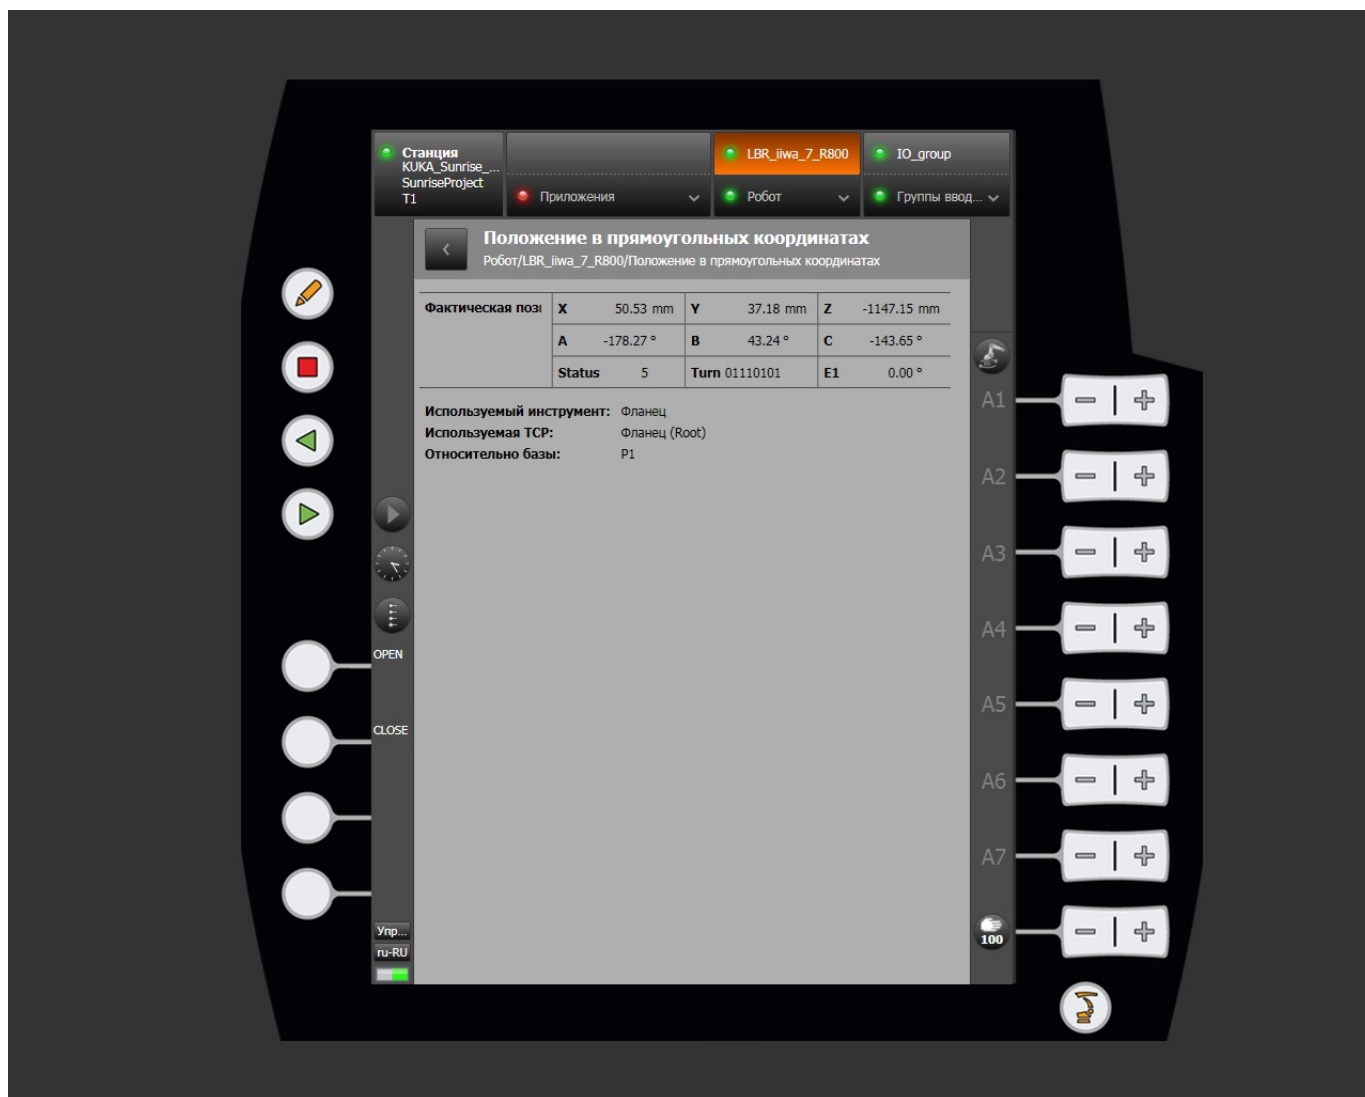 Станция
KUKA_Sunrise_...
SunriseProject
T1
Приложения
LBR_iiwa_7_R800
Робот
IO_group
Группы ввод...
Положение в прямоугольных координатах
Робот/LBR_iiwa_7_R800/Положение в прямоугольных координатах
Фактическая пози X 50.53 mm Y 37.18 mm Z -1147.15 mm
A -178.27 ° B 43.24 ° C -143.65 °
Status 5 Turn 01110101 E1 0.00 °
Используемый инструмент: Фланец
Используемая TCP: Фланец (Root)
Относительно базы: P1
A1
A2
A3
A4
OPEN
A5
CLOSE
A6
A7
Упр...
100
ru-RU